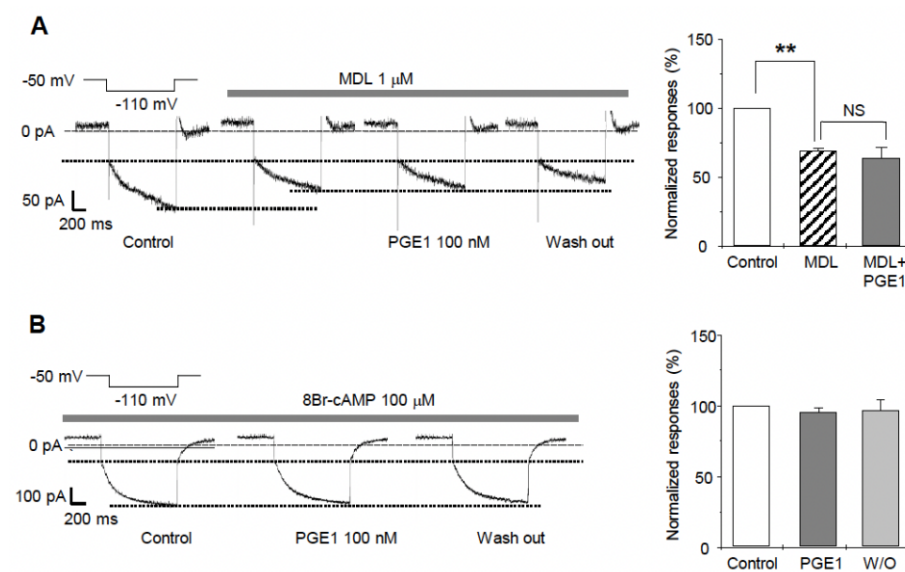 A
-50 mV
-110 mV
MDL 1 μM
0 pA
50 pA
200 ms
Control
PGE1 100 nM
Wash out
Normalized responses (%)
150
100
50
0
**
NS
Control
MDL
MDL+
PGE1
B
-50 mV
-110 mV
8Br-cAMP 100 μM
0 pA
100 pA
200 ms
Control
PGE1 100 nM
Wash out
Normalized responses (%)
150
100
50
0
Control
PGE1
W/O